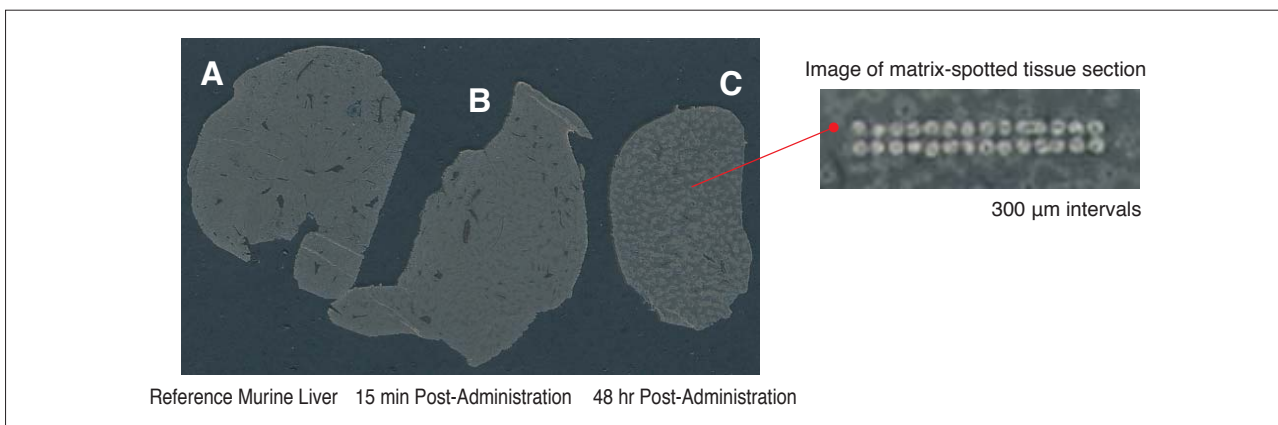 A
B
C
Image of matrix-spotted tissue section
300 µm intervals
Reference Murine Liver 15 min Post-Administration 48 hr Post-Administration